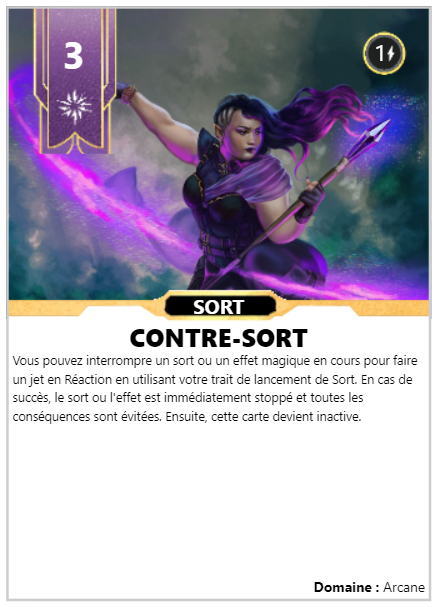 3
1
SORT
CONTRE-SORT
Vous pouvez interrompre un sort ou un effet magique en cours pour faire
un jet en Réaction en utilisant votre trait de lancement de Sort. En cas de
succès, le sort ou l'effet est immédiatement stoppé et toutes les
conséquences sont évitées. Ensuite, cette carte devient inactive.
Domaine : Arcane